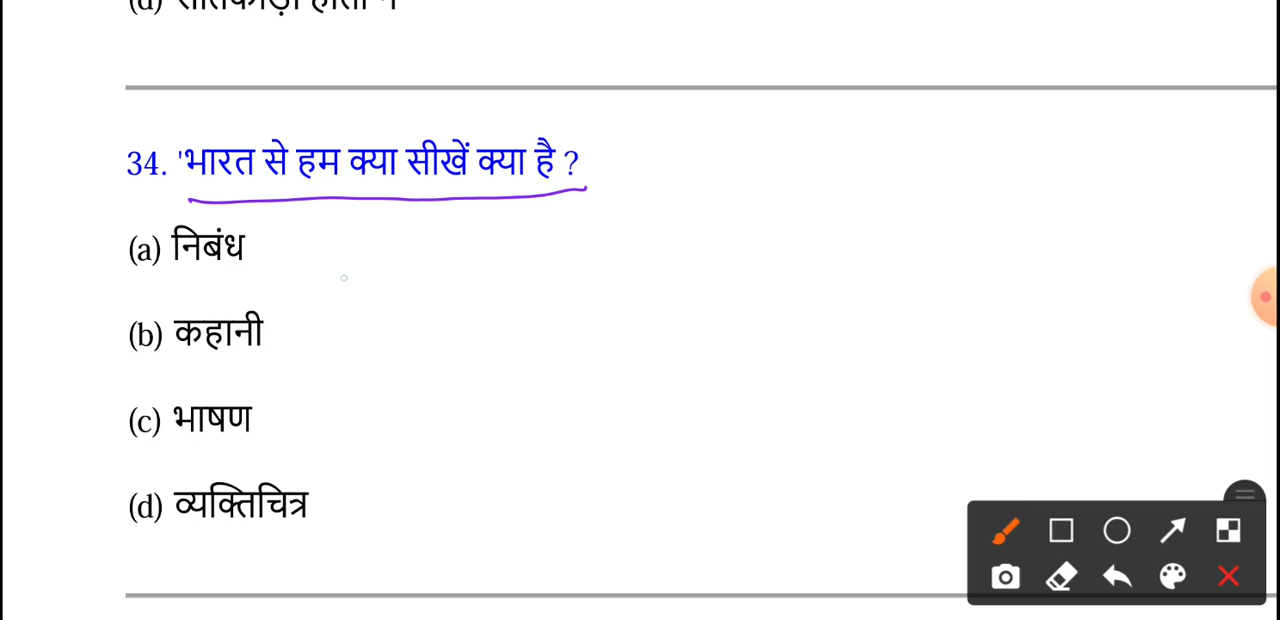 (d)
34. 'भारत से हम क्या सीखें क्या है ?
(a) निबंध
(b) कहानी
(c) भाषण
(d) व्यक्तिचित्र